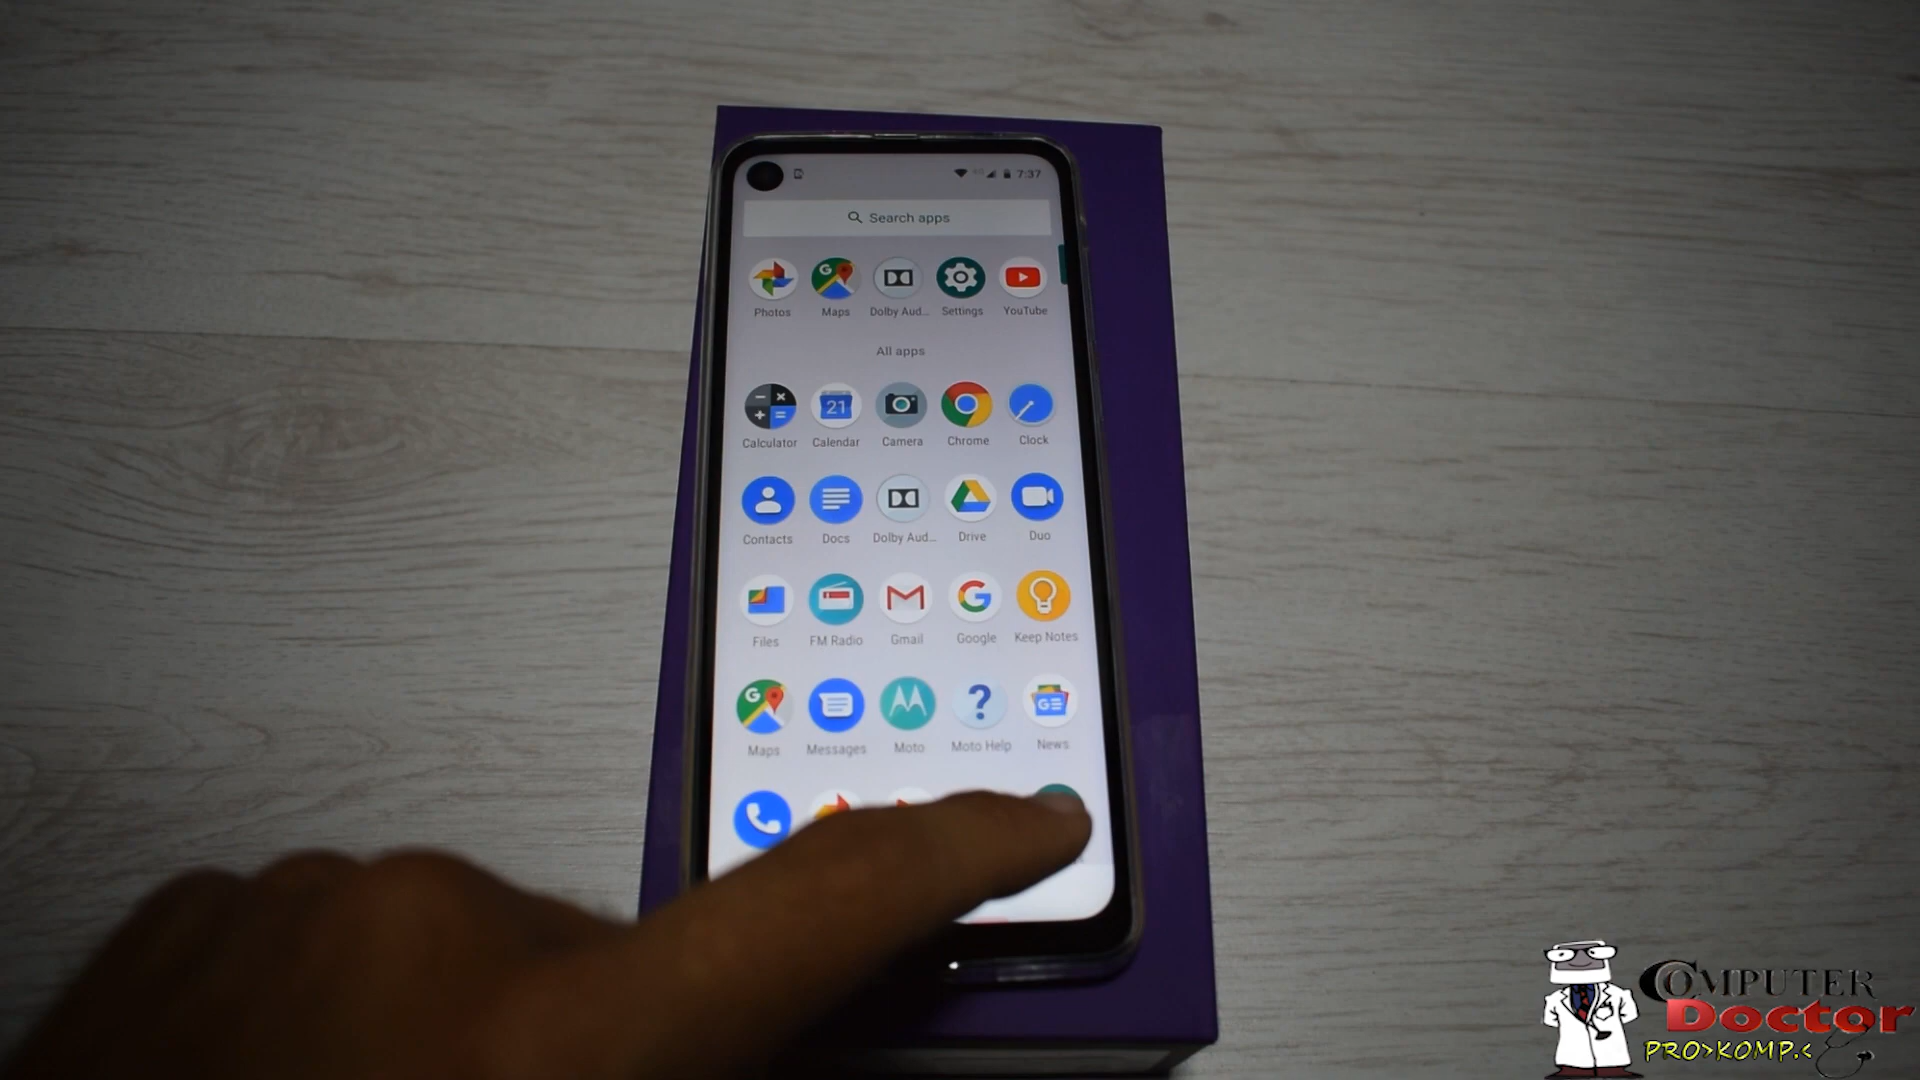 7:37
Search apps
Photos Maps Dolby Aud... Settings YouTube
All apps
21
Calculator Calendar Camera Chrome Clock
Contacts Docs Dolby Aud... Drive Duo
Files FM Radio Gmail Google Keep Notes
Maps Messages Moto Moto Help News
COMPUTER
Doctor
PRO>KOMP.<